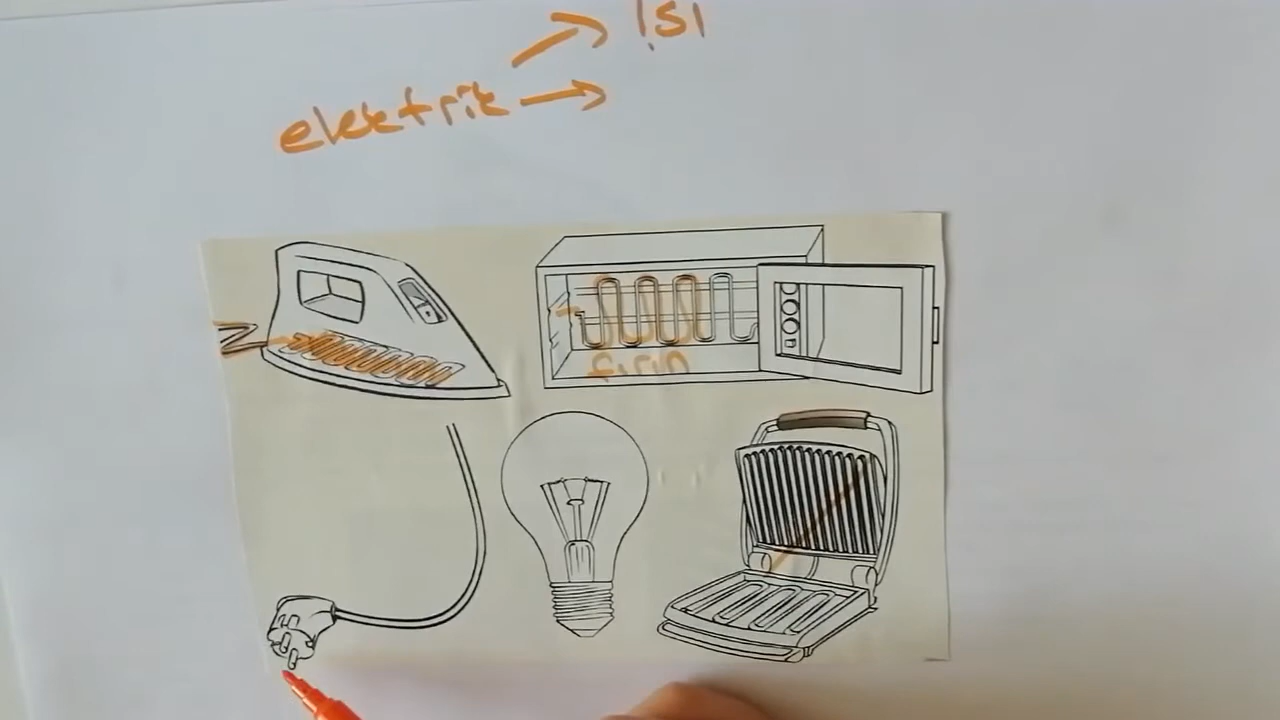 ısı
elektrik
fırın